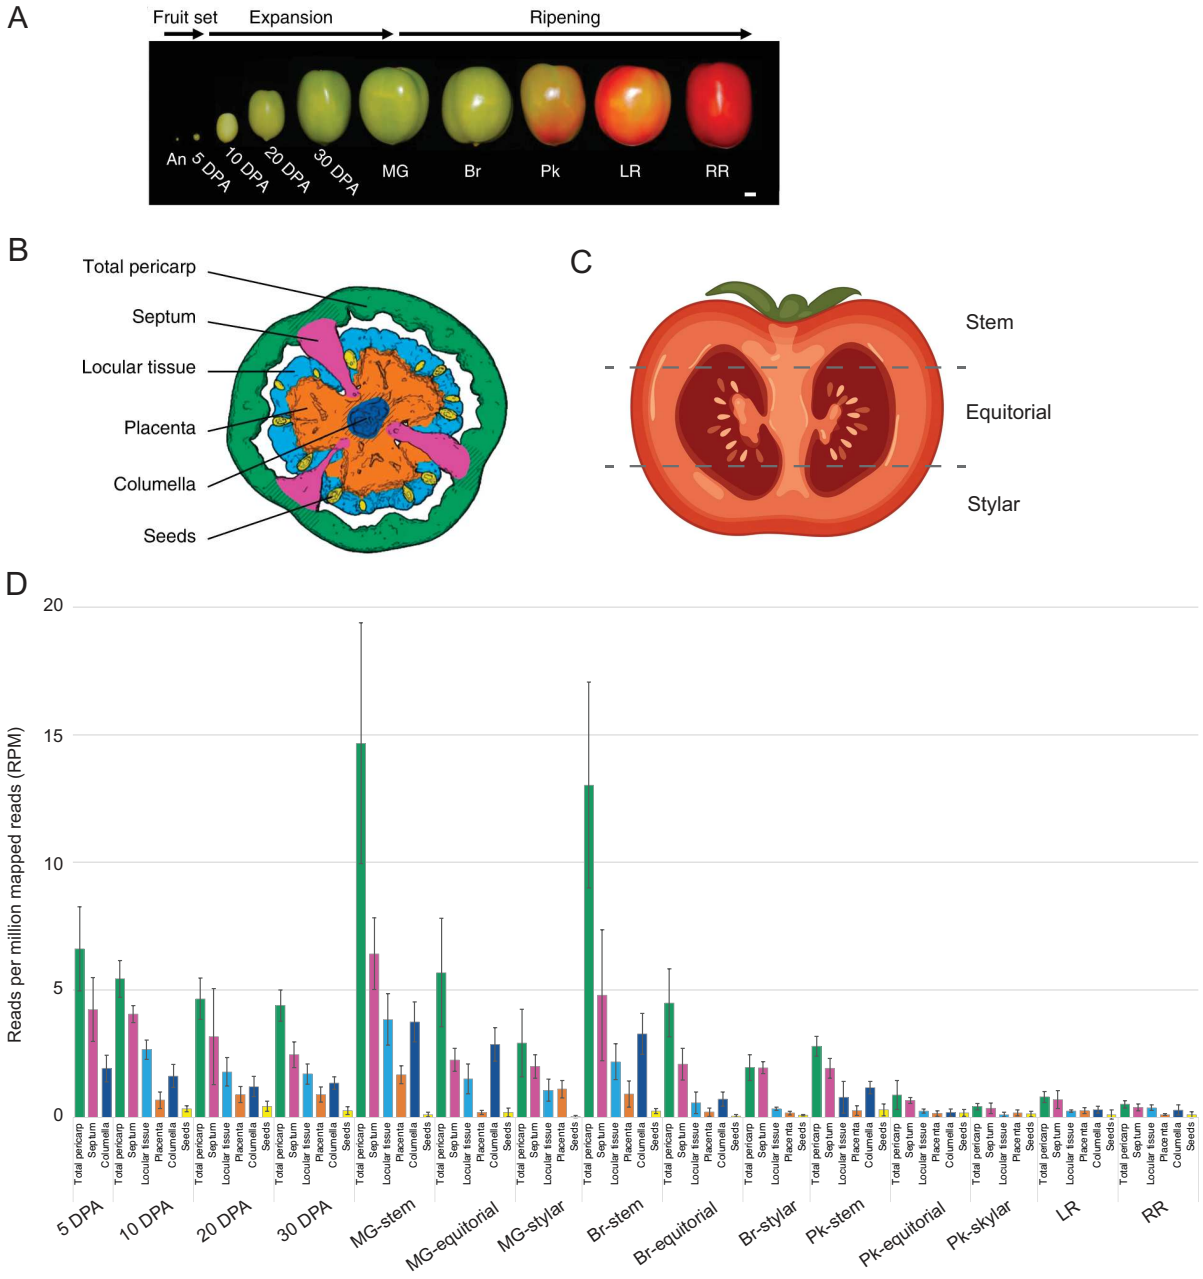 A
Fruit set
Expansion
Ripening
An
5 DPA
10 DPA
20 DPA
30 DPA
MG
Br
Pk
LR
RR
B
Total pericarp
Septum
Locular tissue
Placenta
Columella
Seeds
C
Stem
Equitorial
Stylar
D
Reads per million mapped reads (RPM)
20
15
10
5
0
Total pericarp
Septum
Columella
Total pericarp
Septum
Locular tissue
Placenta
Columella
Seeds
Total pericarp
Septum
Locular tissue
Placenta
Columella
Seeds
Total pericarp
Septum
Locular tissue
Placenta
Columella
Seeds
Total pericarp
Septum
Locular tissue
Placenta
Columella
Seeds
Total pericarp
Septum
Locular tissue
Placenta
Columella
Seeds
Total pericarp
Septum
Locular tissue
Placenta
Seeds
Total pericarp
Septum
Locular tissue
Placenta
Columella
Seeds
Total pericarp
Septum
Locular tissue
Placenta
Columella
Seeds
Total pericarp
Septum
Locular tissue
Placenta
Seeds
Total pericarp
Septum
Locular tissue
Placenta
Columella
Seeds
Total pericarp
Septum
Locular tissue
Placenta
Columella
Seeds
Total pericarp
Septum
Locular tissue
Placenta
Seeds
Total pericarp
Septum
Locular tissue
Placenta
Columella
Seeds
Total pericarp
Septum
Locular tissue
Placenta
Columella
Seeds
5 DPA
10 DPA
20 DPA
30 DPA
MG-stem
MG-equitorial
MG-stylar
Br-stem
Br-equitorial
Br-stylar
Pk-stem
Pk-equitorial
Pk-skylar
LR
RR